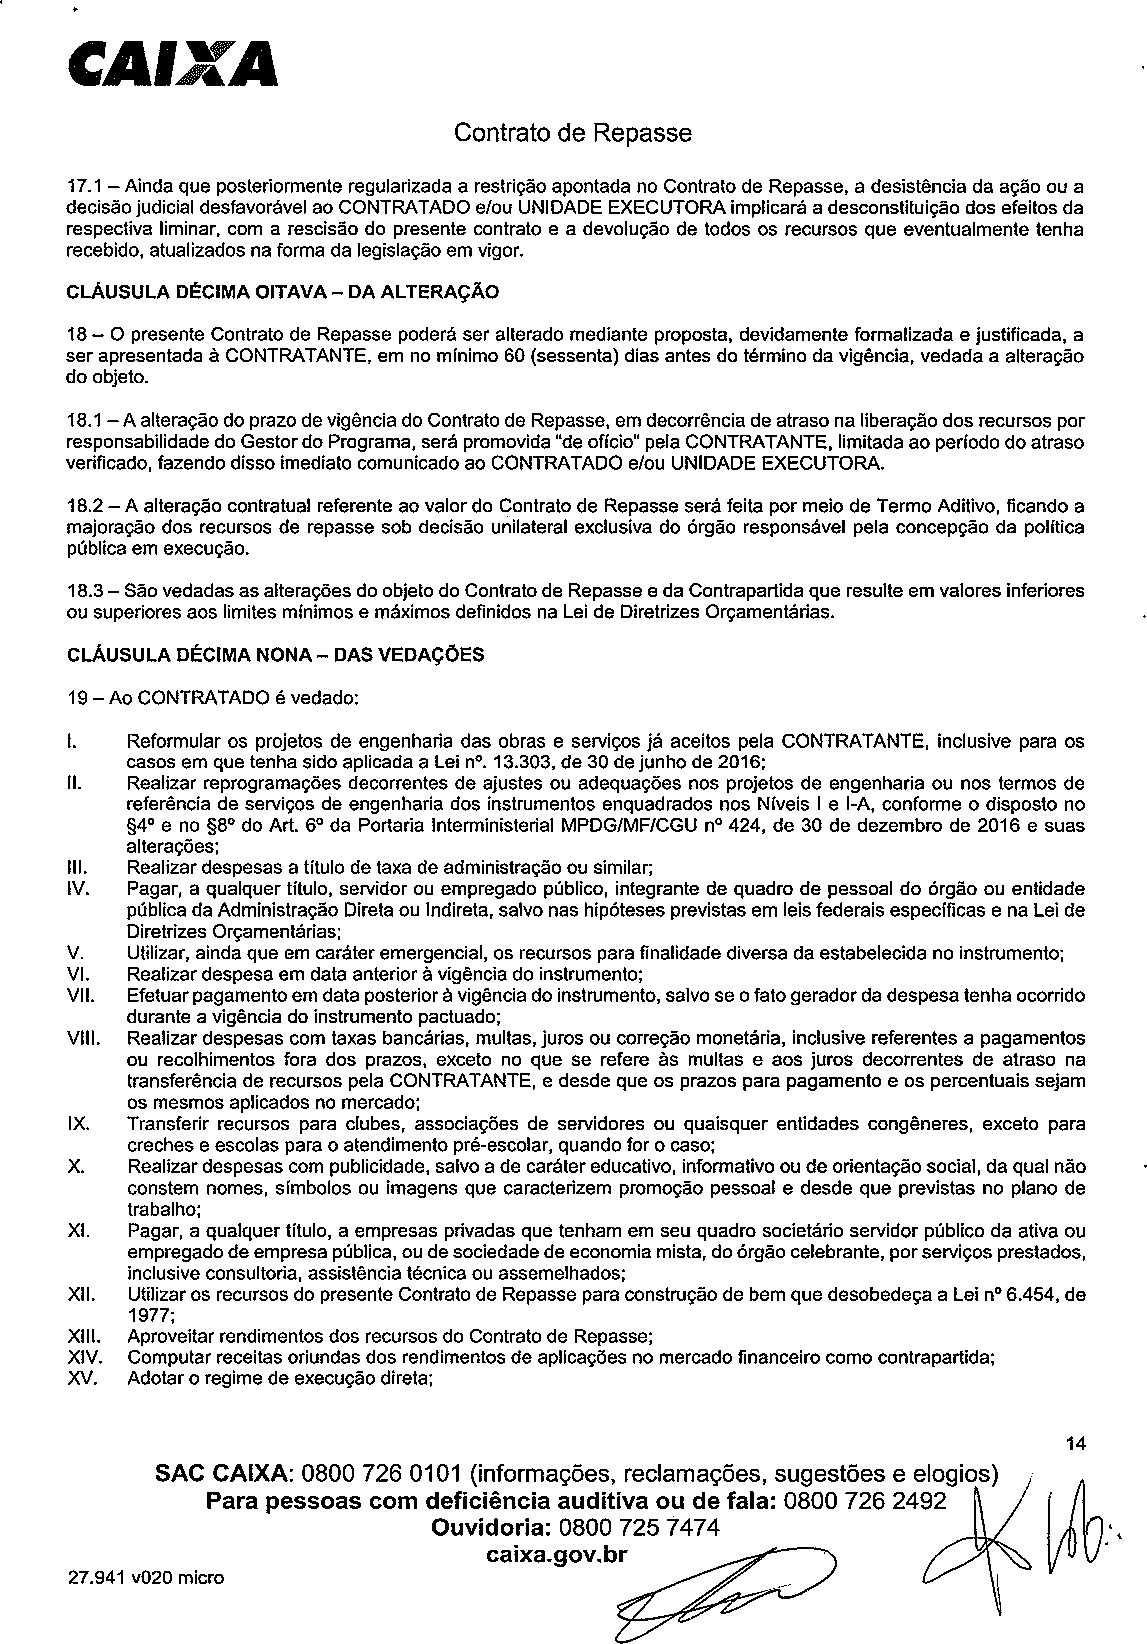 CAIXA
Contrato de Repasse
17.1 – Ainda que posteriormente regularizada a restrição apontada no Contrato de Repasse, a desistência da ação ou a
decisão judicial desfavorável ao CONTRATADO e/ou UNIDADE EXECUTORA implicará a desconstituição dos efeitos da
respectiva liminar, com a rescisão do presente contrato e a devolução de todos os recursos que eventualmente tenha
recebido, atualizados na forma da legislação em vigor.
CLÁUSULA DÉCIMA OITAVA – DA ALTERAÇÃO
18 – O presente Contrato de Repasse poderá ser alterado mediante proposta, devidamente formalizada e justificada, a
ser apresentada à CONTRATANTE, em no mínimo 60 (sessenta) dias antes do término da vigência, vedada a alteração
do objeto.
18.1 – A alteração do prazo de vigência do Contrato de Repasse, em decorrência de atraso na liberação dos recursos por
responsabilidade do Gestor do Programa, será promovida "de ofício" pela CONTRATANTE, limitada ao período do atraso
verificado, fazendo disso imediato comunicado ao CONTRATADO e/ou UNIDADE EXECUTORA.
18.2 – A alteração contratual referente ao valor do Contrato de Repasse será feita por meio de Termo Aditivo, ficando a
majoração dos recursos de repasse sob decisão unilateral exclusiva do órgão responsável pela concepção da política
pública em execução.
18.3 – São vedadas as alterações do objeto do Contrato de Repasse e da Contrapartida que resulte em valores inferiores
ou superiores aos limites mínimos e máximos definidos na Lei de Diretrizes Orçamentárias.
CLÁUSULA DÉCIMA NONA – DAS VEDAÇÕES
19 – Ao CONTRATADO é vedado:
I. Reformular os projetos de engenharia das obras e serviços já aceitos pela CONTRATANTE, inclusive para os
casos em que tenha sido aplicada a Lei nº. 13.303, de 30 de junho de 2016;
II. Realizar reprogramações decorrentes de ajustes ou adequações nos projetos de engenharia ou nos termos de
referência de serviços de engenharia dos instrumentos enquadrados nos Níveis I e I-A, conforme o disposto no
§4º e no §8º do Art. 6º da Portaria Interministerial MPDG/MF/CGU nº 424, de 30 de dezembro de 2016 e suas
alterações;
III. Realizar despesas a título de taxa de administração ou similar;
IV. Pagar, a qualquer título, servidor ou empregado público, integrante de quadro de pessoal do órgão ou entidade
pública da Administração Direta ou Indireta, salvo nas hipóteses previstas em leis federais específicas e na Lei de
Diretrizes Orçamentárias;
V. Utilizar, ainda que em caráter emergencial, os recursos para finalidade diversa da estabelecida no instrumento;
VI. Realizar despesa em data anterior à vigência do instrumento;
VII. Efetuar pagamento em data posterior à vigência do instrumento, salvo se o fato gerador da despesa tenha ocorrido
durante a vigência do instrumento pactuado;
VIII. Realizar despesas com taxas bancárias, multas, juros ou correção monetária, inclusive referentes a pagamentos
ou recolhimentos fora dos prazos, exceto no que se refere às multas e aos juros decorrentes de atraso na
transferência de recursos pela CONTRATANTE, e desde que os prazos para pagamento e os percentuais sejam
os mesmos aplicados no mercado;
IX. Transferir recursos para clubes, associações de servidores ou quaisquer entidades congêneres, exceto para
creches e escolas para o atendimento pré-escolar, quando for o caso;
X. Realizar despesas com publicidade, salvo a de caráter educativo, informativo ou de orientação social, da qual não
constem nomes, símbolos ou imagens que caracterizem promoção pessoal e desde que previstas no plano de
trabalho;
XI. Pagar, a qualquer título, a empresas privadas que tenham em seu quadro societário servidor público da ativa ou
empregado de empresa pública, ou de sociedade de economia mista, do órgão celebrante, por serviços prestados,
inclusive consultoria, assistência técnica ou assemelhados;
XII. Utilizar os recursos do presente Contrato de Repasse para construção de bem que desobedeça a Lei nº 6.454, de
1977;
XIII. Aproveitar rendimentos dos recursos do Contrato de Repasse;
XIV. Computar receitas oriundas dos rendimentos de aplicações no mercado financeiro como contrapartida;
XV. Adotar o regime de execução direta;
14
SAC CAIXA: 0800 726 0101 (informações, reclamações, sugestões e elogios)
Para pessoas com deficiência auditiva ou de fala: 0800 726 2492
Ouvidoria: 0800 725 7474
caixa.gov.br
27.941 v020 micro